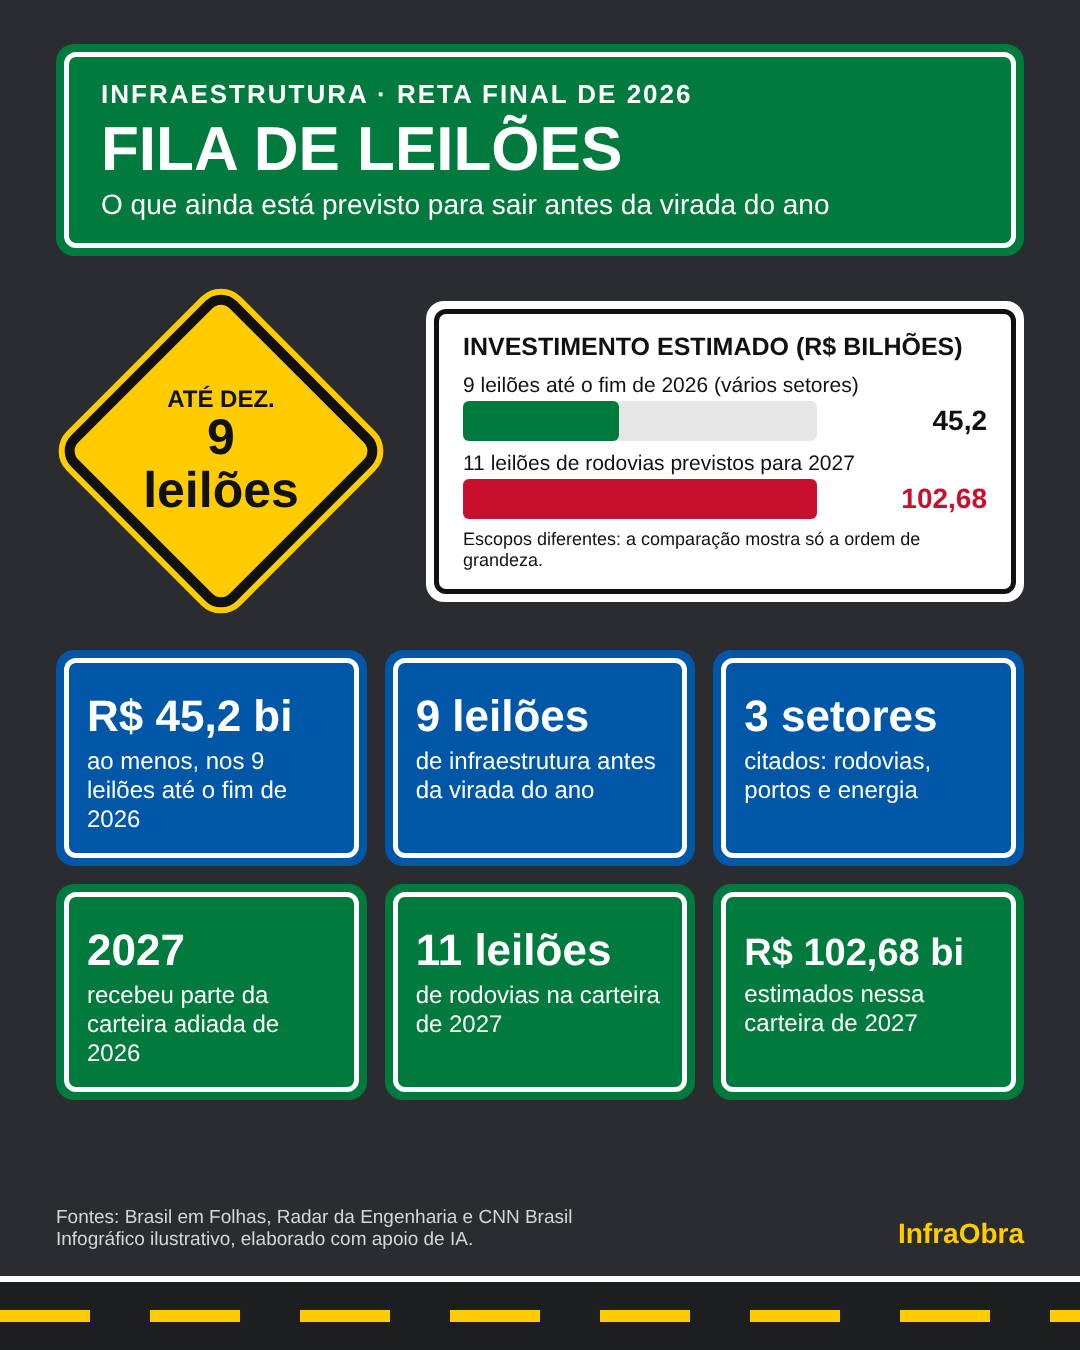 INFRAESTRUTURA · RETA FINAL DE 2026
FILA DE LEILÕES
O que ainda está previsto para sair antes da virada do ano
ATÉ DEZ.
9
leilões
INVESTIMENTO ESTIMADO (R$ BILHÕES)
9 leilões até o fim de 2026 (vários setores)
45,2
11 leilões de rodovias previstos para 2027
102,68
Escopos diferentes: a comparação mostra só a ordem de
grandeza.
R$ 45,2 bi
ao menos, nos 9
leilões até o fim de
2026
9 leilões
de infraestrutura antes
da virada do ano
3 setores
citados: rodovias,
portos e energia
2027
recebeu parte da
carteira adiada de
2026
11 leilões
de rodovias na carteira
de 2027
R$ 102,68 bi
estimados nessa
carteira de 2027
Fontes: Brasil em Folhas, Radar da Engenharia e CNN Brasil
Infográfico ilustrativo, elaborado com apoio de IA.
InfraObra